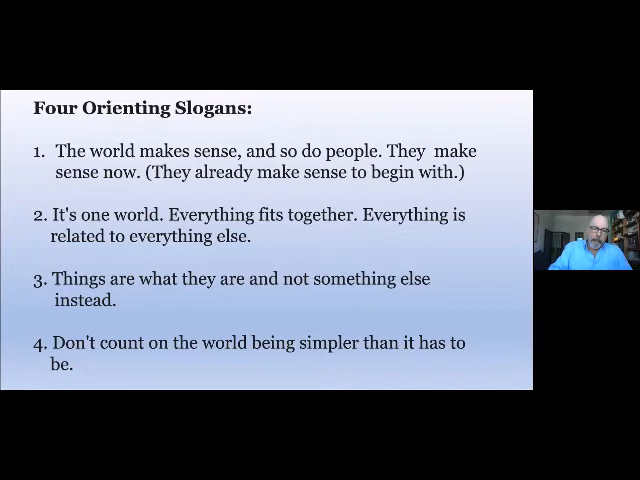 Four Orienting Slogans:
1. The world makes sense, and so do people. They make
sense now. (They already make sense to begin with.)
2. It's one world. Everything fits together. Everything is
related to everything else.
3. Things are what they are and not something else
instead.
4. Don't count on the world being simpler than it has to
be.